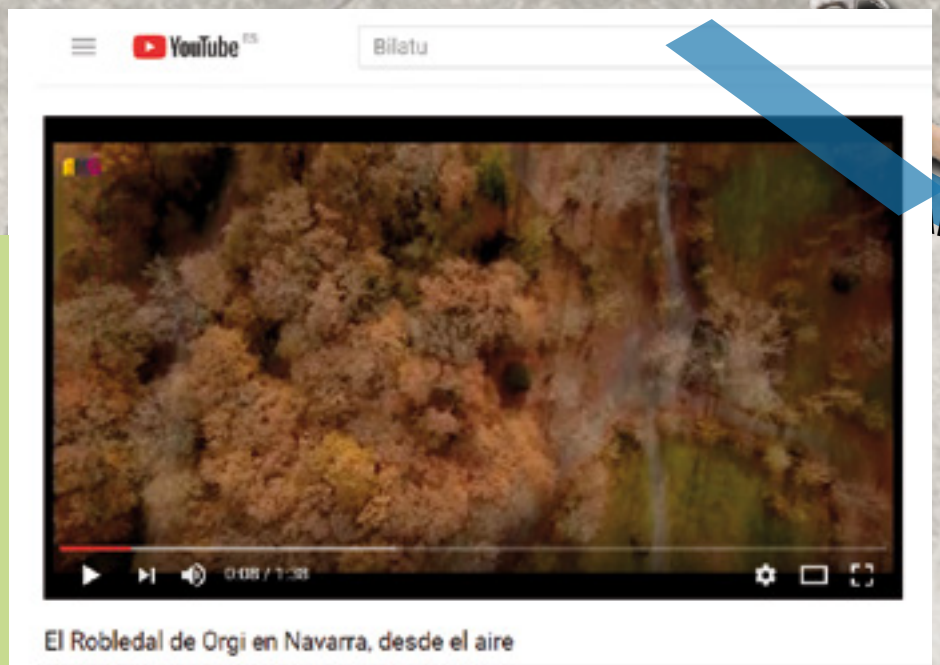 YouTube ES
Bilatu
0:08 / 1:38
El Robledal de Orgi en Navarra, desde el aire